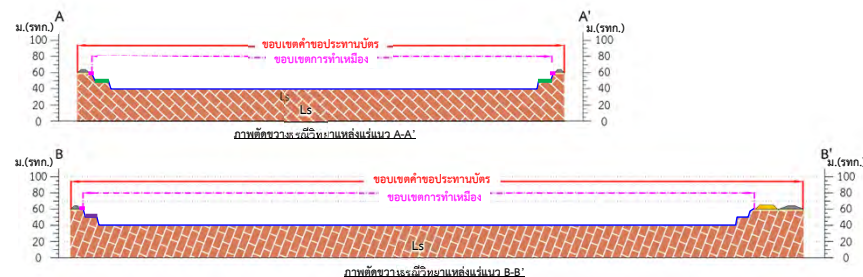 A A'
ม.(รทก.) ม.(รทก.)
100 ขอบเขตคำขอประทานบัตร 100
80 ขอบเขตการทำเหมือง 80
60 60
40 Ls 40
20 Ls 20
0 0
ภาพตัดขวางธรณีวิทยาแหล่งแร่แนว A-A'
B B'
ม.(รทก.) ม.(รทก.)
100 ขอบเขตคำขอประทานบัตร 100
80 ขอบเขตการทำเหมือง 80
60 60
40 40
20 Ls 20
0 0
ภาพตัดขวางธรณีวิทยาแหล่งแร่แนว B-B'